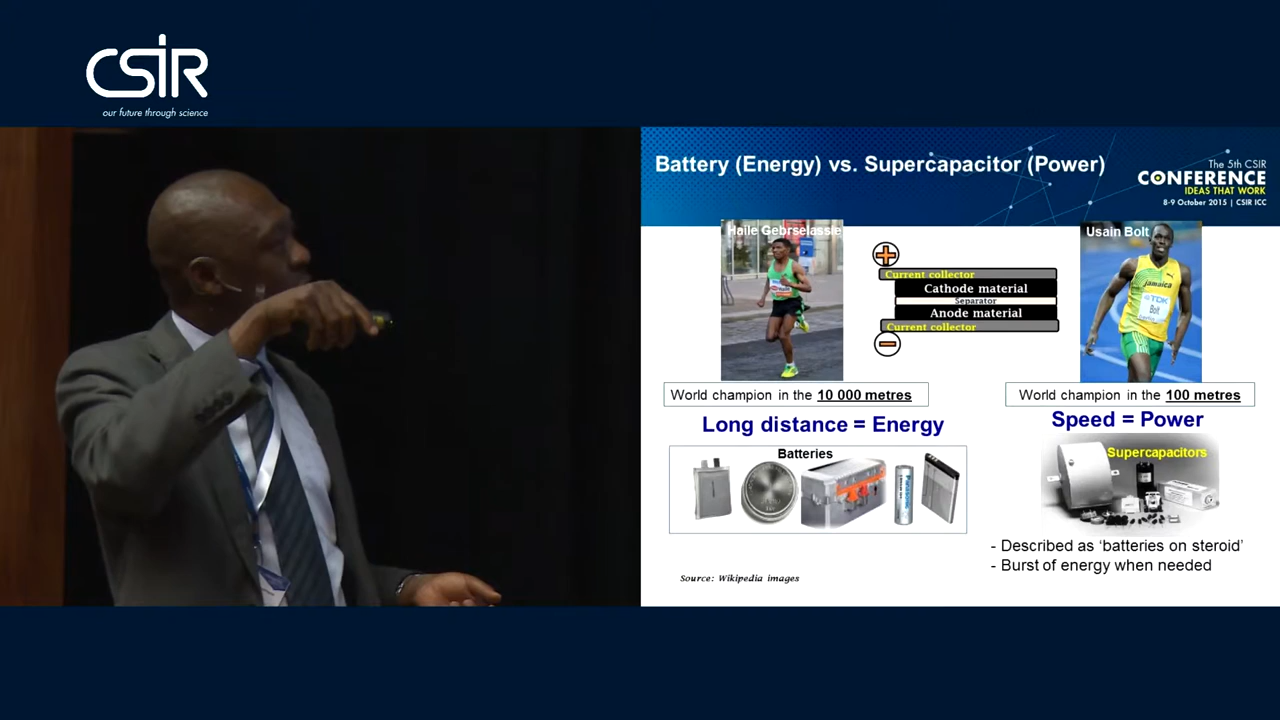 CSIR
our future through science
Battery (Energy) vs. Supercapacitor (Power)
The 5th CSIR
CONFERENCE
IDEAS THAT WORK
8-9 October 2015 | CSIR ICC
Haile Gebrselassie
Usain Bolt
+
Current collector
Cathode material
Separator
Anode material
Current collector
−
Jamaica
TDK
Bolt
World champion in the 10 000 metres
World champion in the 100 metres
Long distance = Energy
Speed = Power
Batteries
Supercapacitors
Panasonic
- Described as ‘batteries on steroid’
- Burst of energy when needed
Source: Wikipedia images